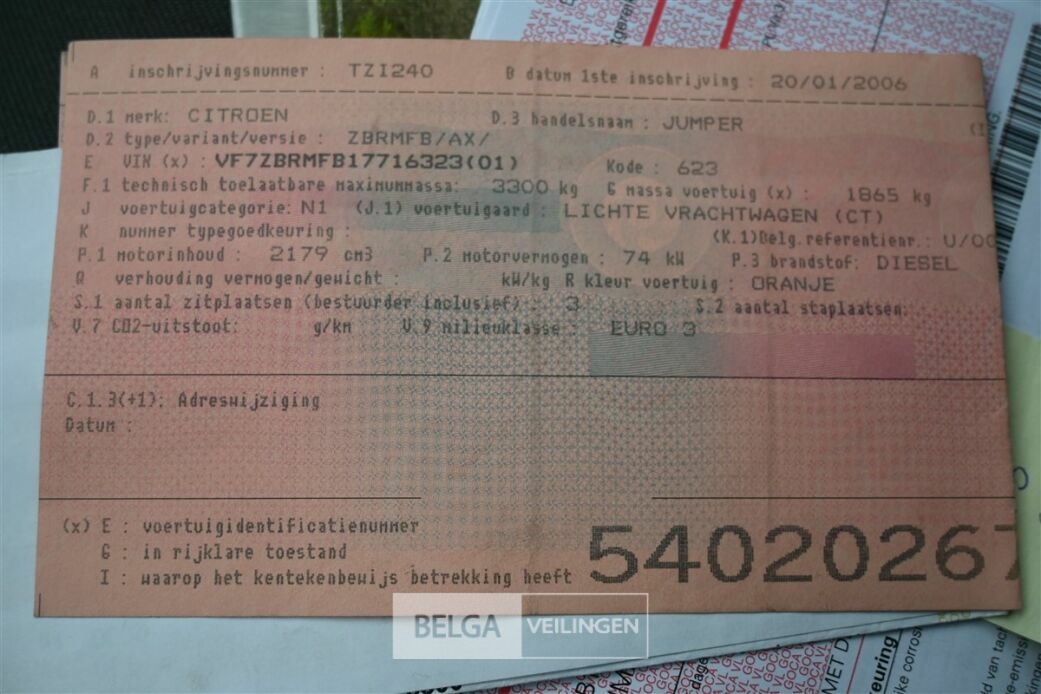 A inschrijvingsnummer : TZI240 B datum 1ste inschrijving : 20/01/2006
D.1 merk: CITROEN D.3 handelsnaam : JUMPER
D.2 type/variant/versie : ZBRMFB/AX/
E VIN (x) : VF7ZBRMFB17716323(01) Kode : 623
F.1 technisch toelaatbare maximummassa: 3300 kg G massa voertuig (x) : 1865 kg
J voertuigcategorie: N1 (J.1) voertuigaard : LICHTE VRACHTWAGEN (CT)
K nummer typegoedkeuring : (K.1)Belg.referentienr.: U/00
P.1 motorinhoud : 2179 cm3 P.2 motorvermogen : 74 kW P.3 brandstof: DIESEL
Q verhouding vermogen/gewicht : kW/kg R kleur voertuig : ORANJE
S.1 aantal zitplaatsen (bestuurder inclusief) : 3 S.2 aantal staplaatsen:
V.7 CO2-uitstoot: g/km V.9 milieuklasse : EURO 3
C.1.3(+1): Adreswijziging
Datum :
(x) E : voertuigidentificatienummer
G : in rijklare toestand
I : waarop het kentekenbewijs betrekking heeft
54020267
BELGA VEILINGEN